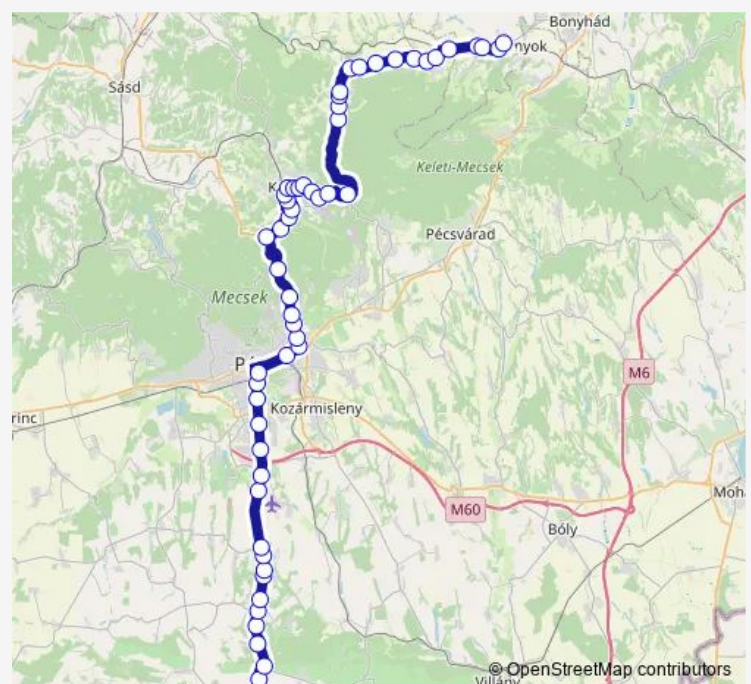 Bonyhád
nyok
Sásd
Keleti-Mecsek
K
Pécsvárad
Mecsek
P
M6
Kozármisleny
rinc
Moh
M60
Bóly
© OpenStreetMap contributors
Villány